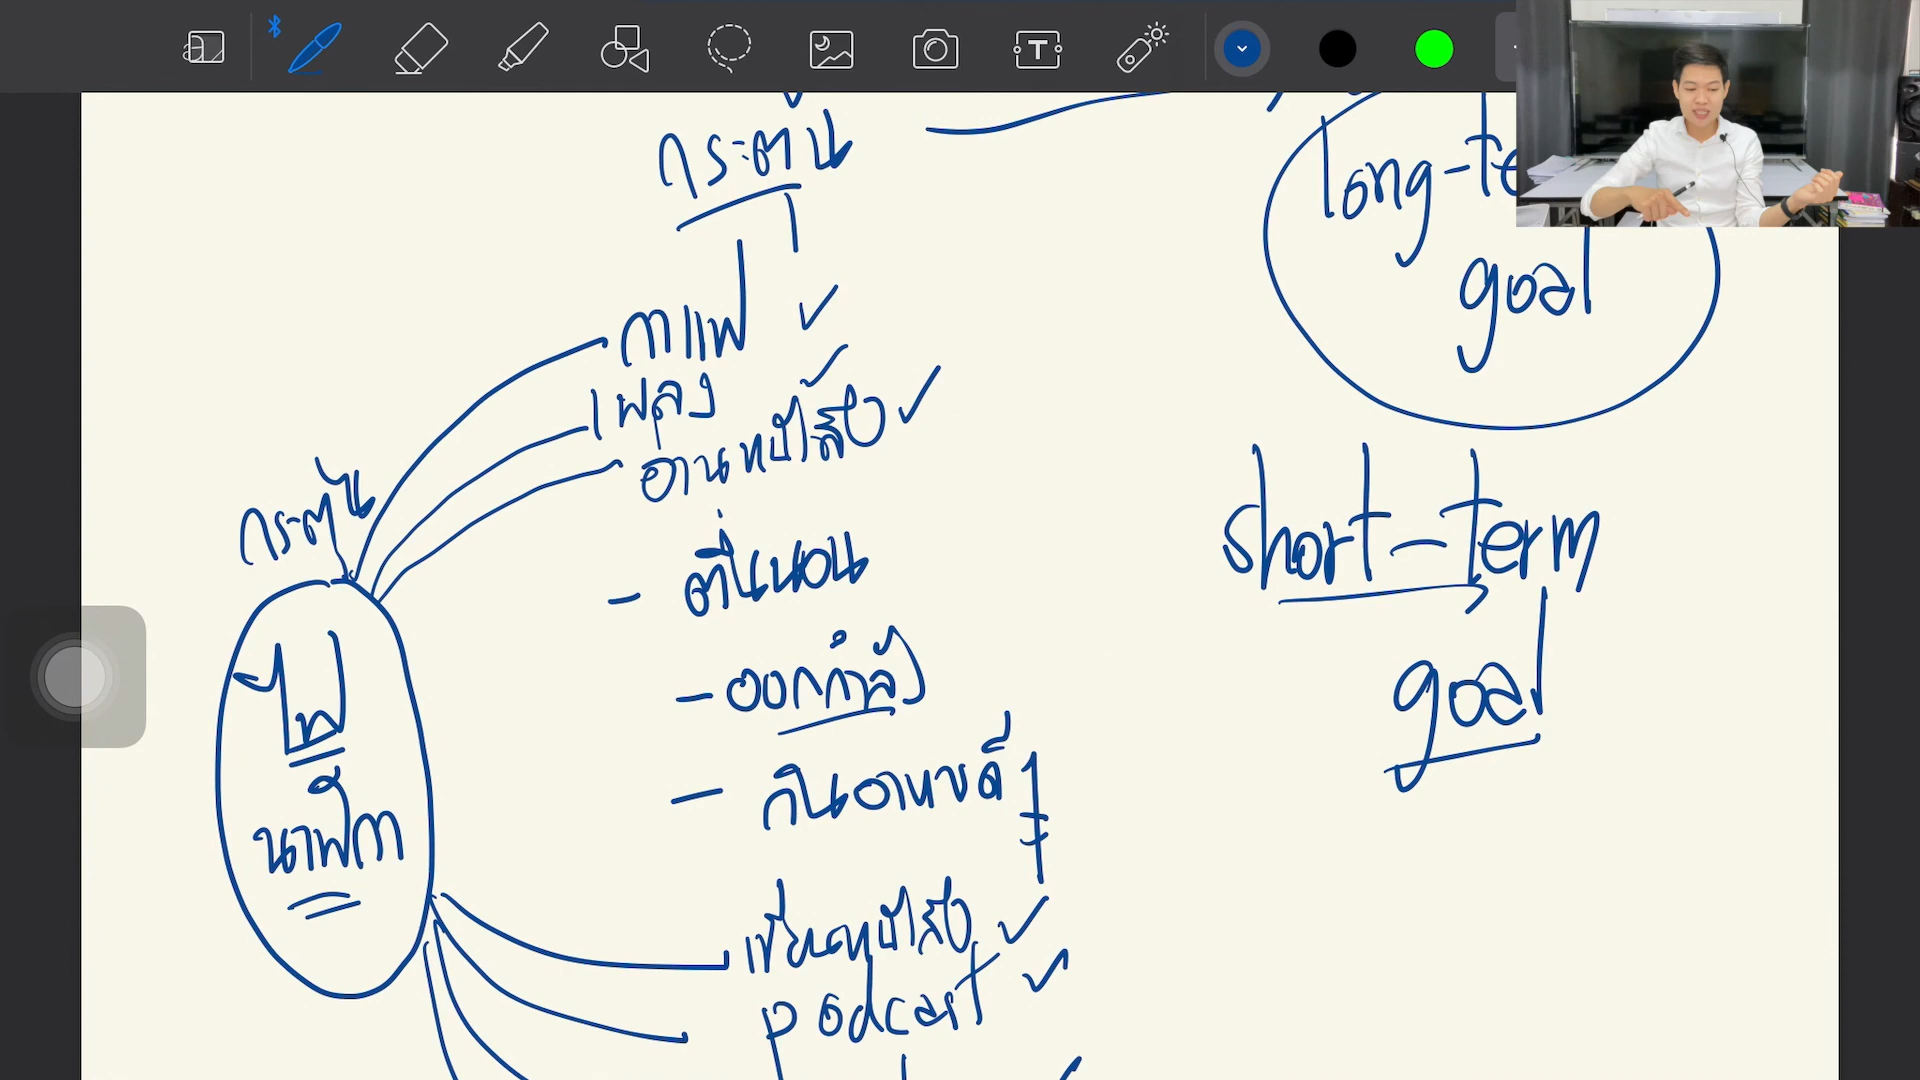 กระตุ้น
long-te
goal
กาแฟ ✓
เพลง ✓
อ่านหนังสือ ✓
กระตุ้น
- ตื่นนอน
short-term
goal
- ออกกำลัง
ไฟ
- กินอาหารดี
นาฬิกา
เขียนหนังสือ ✓
podcast ✓